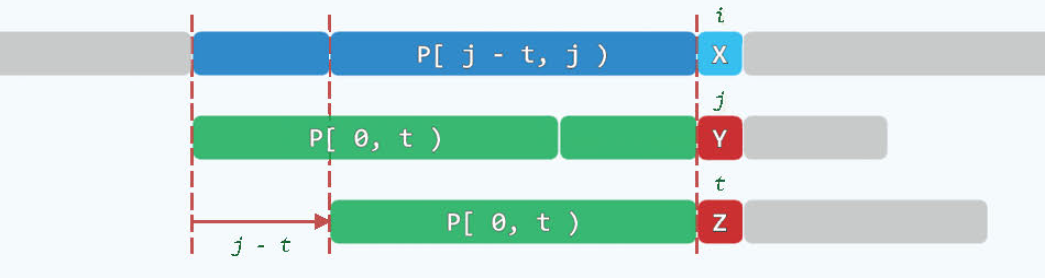 i
P[ j - t, j ) X
j
P[ 0, t ) Y
t
P[ 0, t ) Z
j - t